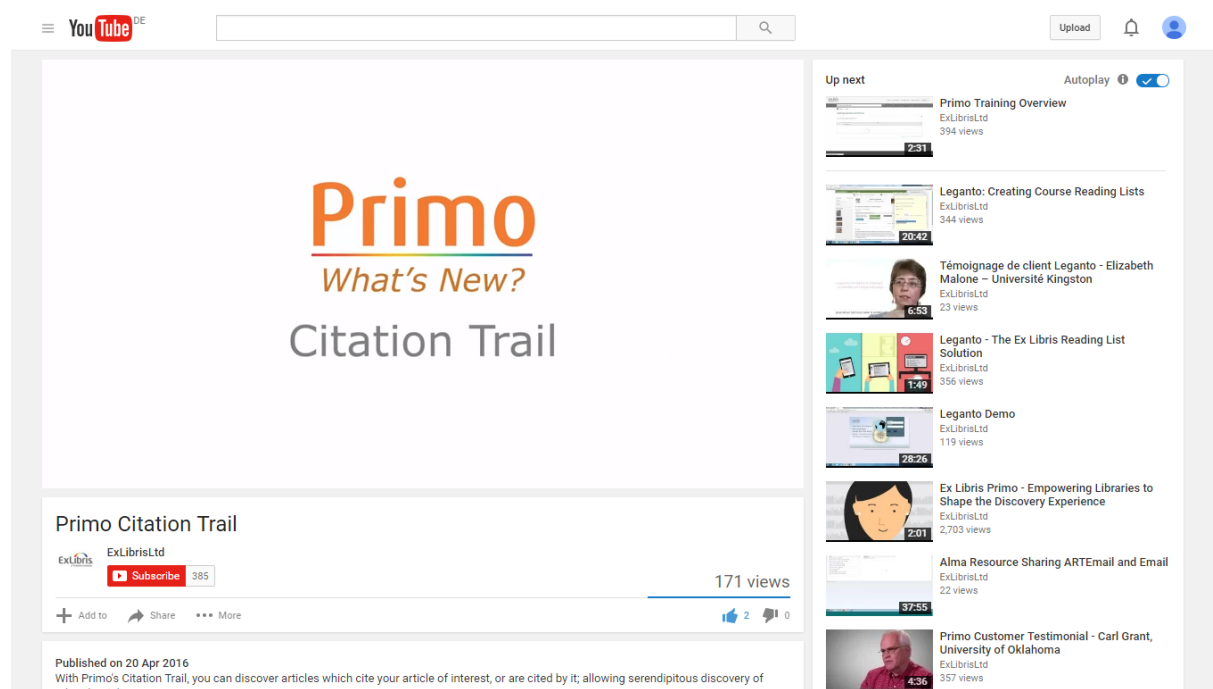 You Tube DE
Upload
Primo
What's New?
Citation Trail
Primo Citation Trail
ExLibris
ExLibrisLtd
Subscribe 385
171 views
Add to Share More 2 0
Published on 20 Apr 2016
With Primo's Citation Trail, you can discover articles which cite your article of interest, or are cited by it; allowing serendipitous discovery of
Up next Autoplay
2:31
Primo Training Overview
ExLibrisLtd
394 views
20:42
Leganto: Creating Course Reading Lists
ExLibrisLtd
344 views
6:53
Témoignage de client Leganto - Elizabeth
Malone – Université Kingston
ExLibrisLtd
23 views
1:49
Leganto - The Ex Libris Reading List
Solution
ExLibrisLtd
356 views
28:26
Leganto Demo
ExLibrisLtd
119 views
2:01
Ex Libris Primo - Empowering Libraries to
Shape the Discovery Experience
ExLibrisLtd
2,703 views
37:55
Alma Resource Sharing ARTEmail and Email
ExLibrisLtd
22 views
4:36
Primo Customer Testimonial - Carl Grant,
University of Oklahoma
ExLibrisLtd
357 views